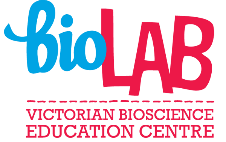 bioLAB
VICTORIAN BIOSCIENCE
EDUCATION CENTRE